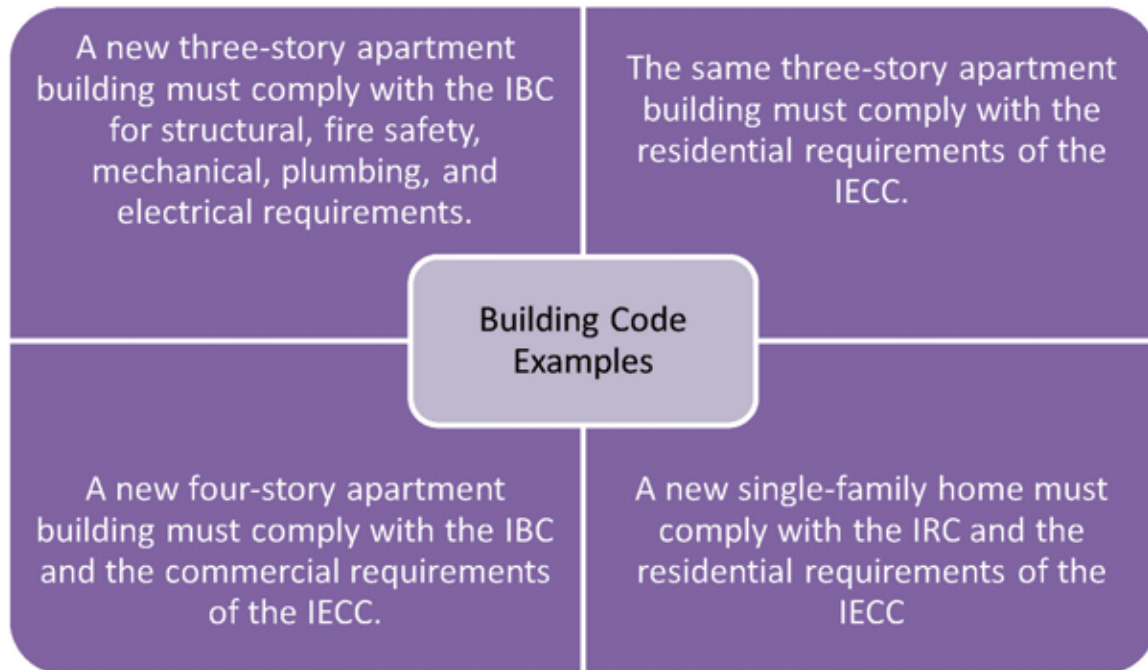 A new three-story apartment
building must comply with the IBC
for structural, fire safety,
mechanical, plumbing, and
electrical requirements.
The same three-story apartment
building must comply with the
residential requirements of the
IECC.
Building Code
Examples
A new four-story apartment
building must comply with the IBC
and the commercial requirements
of the IECC.
A new single-family home must
comply with the IRC and the
residential requirements of the
IECC